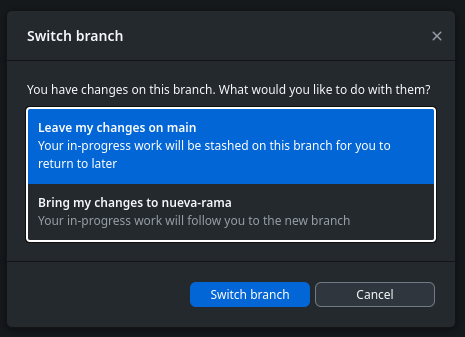 Switch branch
You have changes on this branch. What would you like to do with them?
Leave my changes on main
Your in-progress work will be stashed on this branch for you to
return to later
Bring my changes to nueva-rama
Your in-progress work will follow you to the new branch
Switch branch
Cancel